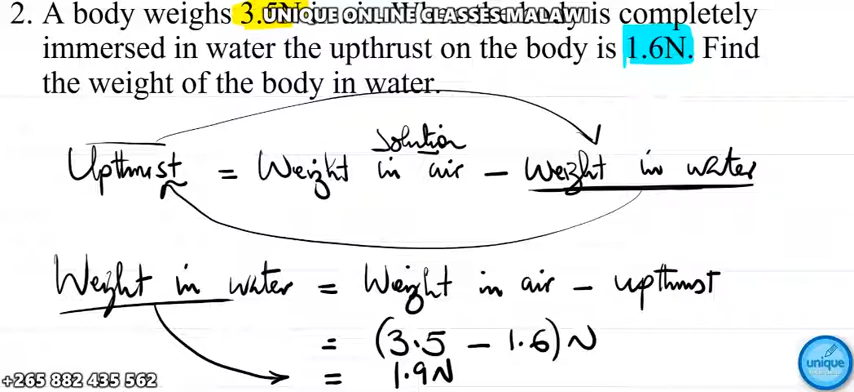 2. A body weighs 3.5N UNIQUE ONLINE CLASSES MALAWI is completely
immersed in water the upthrust on the body is 1.6N. Find
the weight of the body in water.
Solution
Upthrust = Weight in air - Weight in water
Weight in water = Weight in air - upthrust
= (3.5 - 1.6) N
= 1.9N
unique
+265 882 435 562